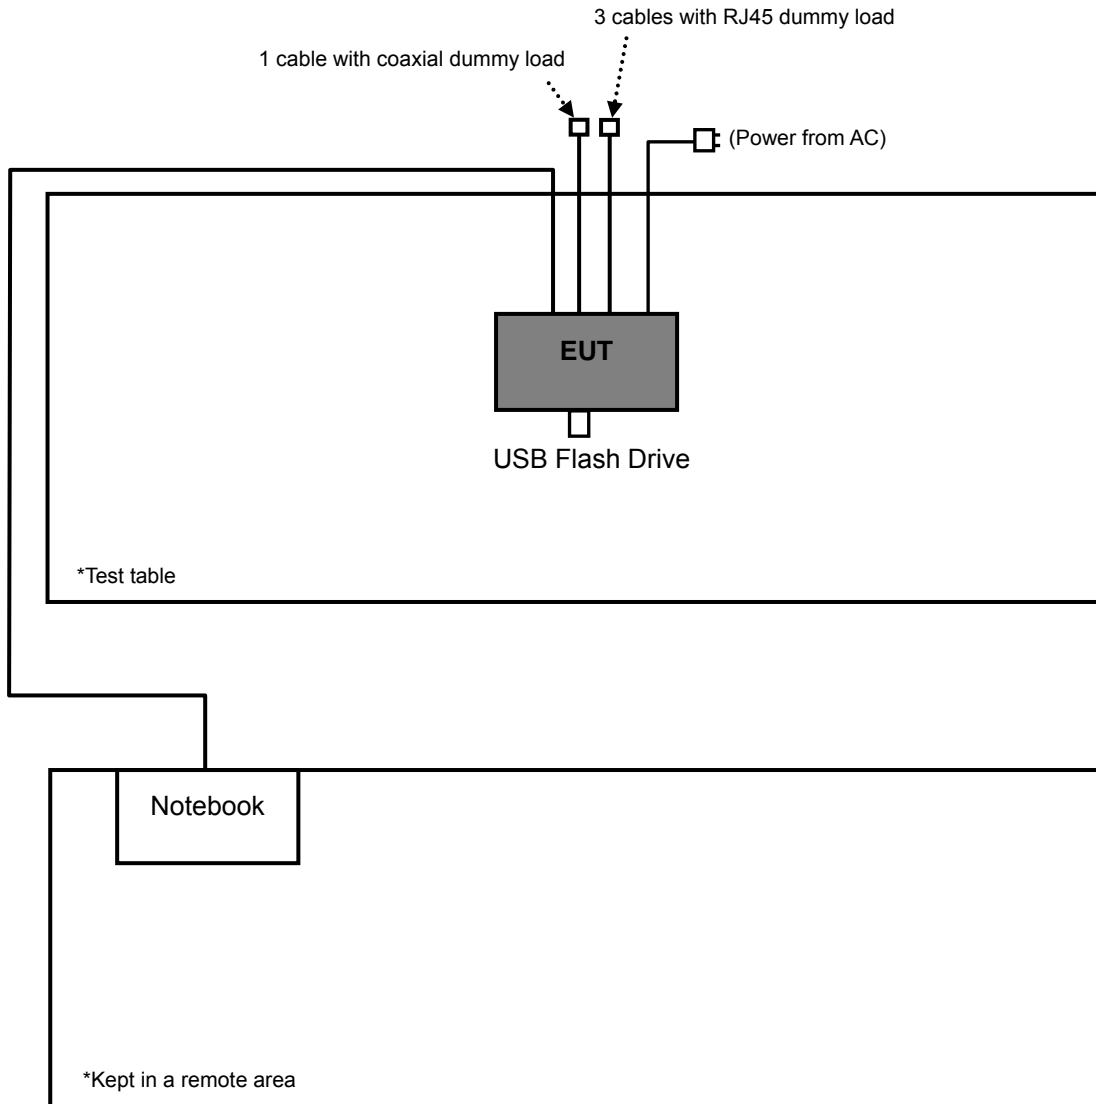 3 cables with RJ45 dummy load
1 cable with coaxial dummy load
(Power from AC)
EUT
USB Flash Drive
*Test table
Notebook
*Kept in a remote area